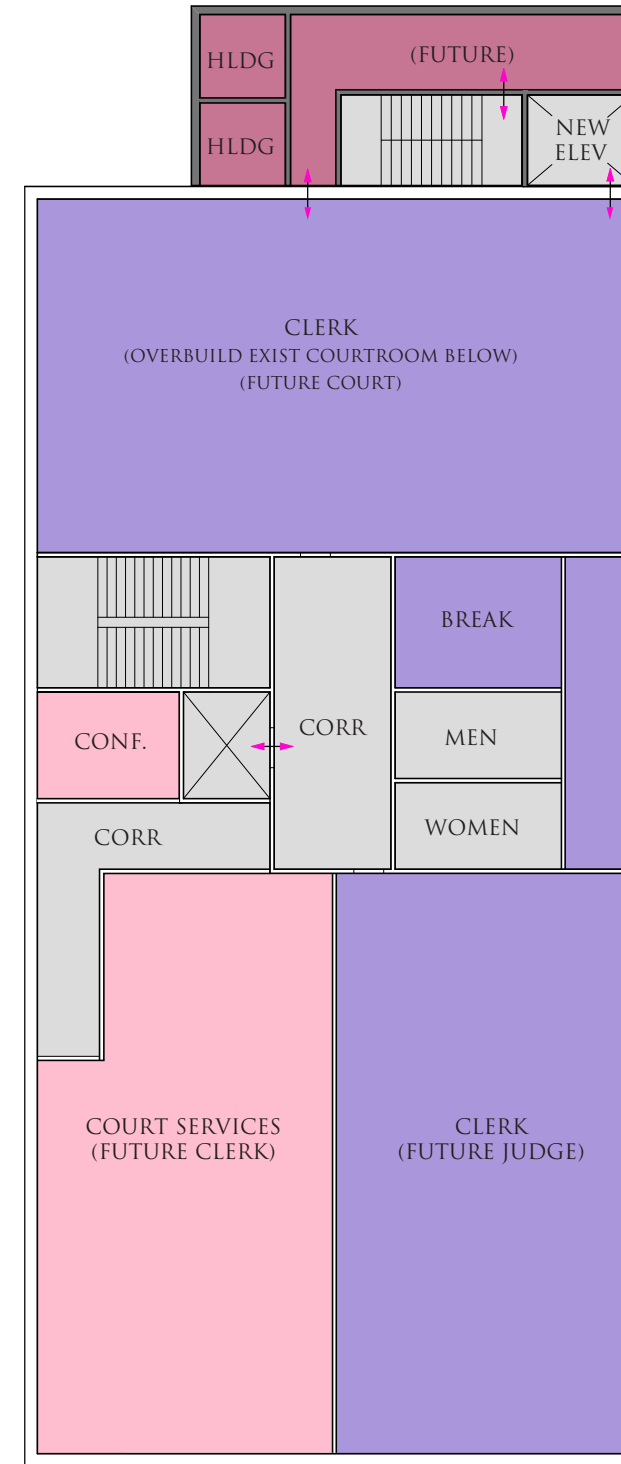 HLDG
(FUTURE)
HLDG
NEW
ELEV
CLERK
(OVERBUILD EXIST COURTROOM BELOW)
(FUTURE COURT)
BREAK
CONF.
CORR
MEN
CORR
WOMEN
COURT SERVICES
(FUTURE CLERK)
CLERK
(FUTURE JUDGE)